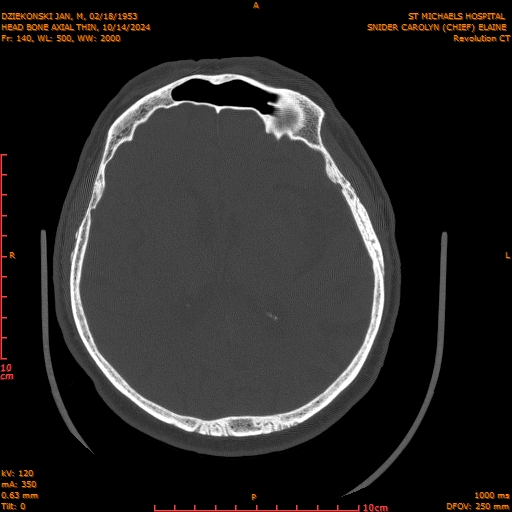 A
DZIEKONSKI JAN, M, 02/18/1953
HEAD BONE AXIAL THIN, 10/14/2024
Fr: 140, WL: 500, WW: 2000
ST MICHAELS HOSPITAL
SNIDER CAROLYN (CHIEF) ELAINE
Revolution CT
R
L
10
cm
kV: 120
mA: 350
0.63 mm
Tilt: 0
P
10cm
1000 ms
DFOV: 250 mm